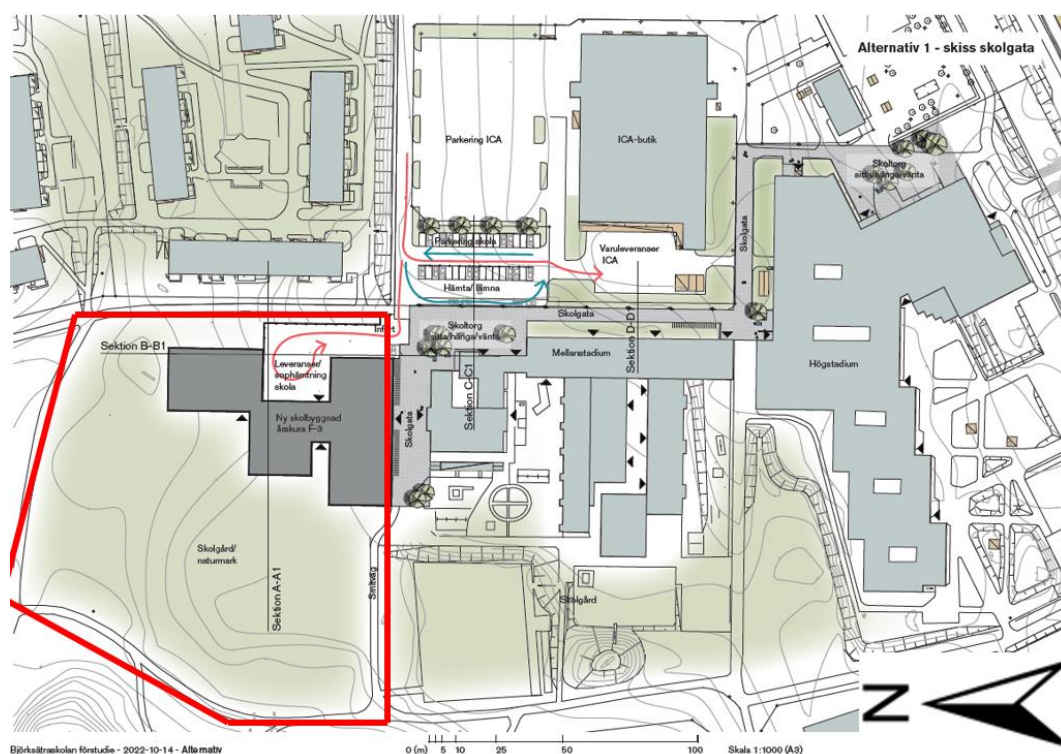 Alternativ 1 - skiss skolgata
Parkering ICA
ICA-butik
Skoltorg
sitta/hänga/vänta
Skolgata
Parkering skola
Varuleveranser
ICA
Hämta/ lämna
Skolgata
Infart
Skoltorg
sitta/hänga/vänta
Sektion B-B1
Leveranser/
sophämtning
skola
Mellanstadium
Sektion D-D1
Högstadium
Sektion C-C1
Ny skolbyggnad
årskurs F-3
Skolgata
Skolgård/
naturmark
Sektion A-A1
Smitväg
Skolgård
N
Björksätraskolan förstudie - 2022-10-14 - Alternativ
0 (m) 5 10 25 50 100
Skala 1:1000 (A3)